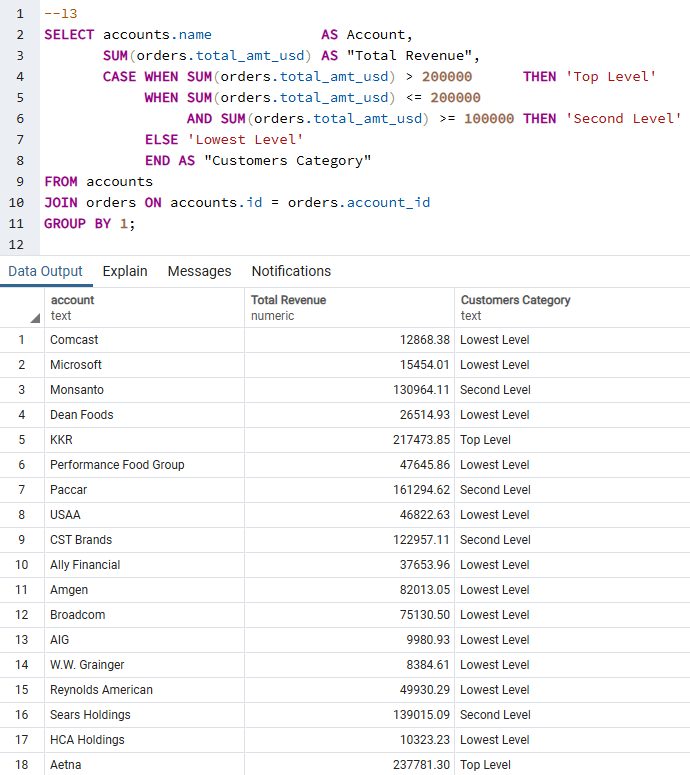 1 --13
2 SELECT accounts.name AS Account,
3 SUM(orders.total_amt_usd) AS "Total Revenue",
4 CASE WHEN SUM(orders.total_amt_usd) > 200000 THEN 'Top Level'
5 WHEN SUM(orders.total_amt_usd) <= 200000
6 AND SUM(orders.total_amt_usd) >= 100000 THEN 'Second Level'
7 ELSE 'Lowest Level'
8 END AS "Customers Category"
9 FROM accounts
10 JOIN orders ON accounts.id = orders.account_id
11 GROUP BY 1;
12
Data Output Explain Messages Notifications
account Total Revenue Customers Category
text numeric text
1 Comcast 12868.38 Lowest Level
2 Microsoft 15454.01 Lowest Level
3 Monsanto 130964.11 Second Level
4 Dean Foods 26514.93 Lowest Level
5 KKR 217473.85 Top Level
6 Performance Food Group 47645.86 Lowest Level
7 Paccar 161294.62 Second Level
8 USAA 46822.63 Lowest Level
9 CST Brands 122957.11 Second Level
10 Ally Financial 37653.96 Lowest Level
11 Amgen 82013.05 Lowest Level
12 Broadcom 75130.50 Lowest Level
13 AIG 9980.93 Lowest Level
14 W.W. Grainger 8384.61 Lowest Level
15 Reynolds American 49930.29 Lowest Level
16 Sears Holdings 139015.09 Second Level
17 HCA Holdings 10323.23 Lowest Level
18 Aetna 237781.30 Top Level